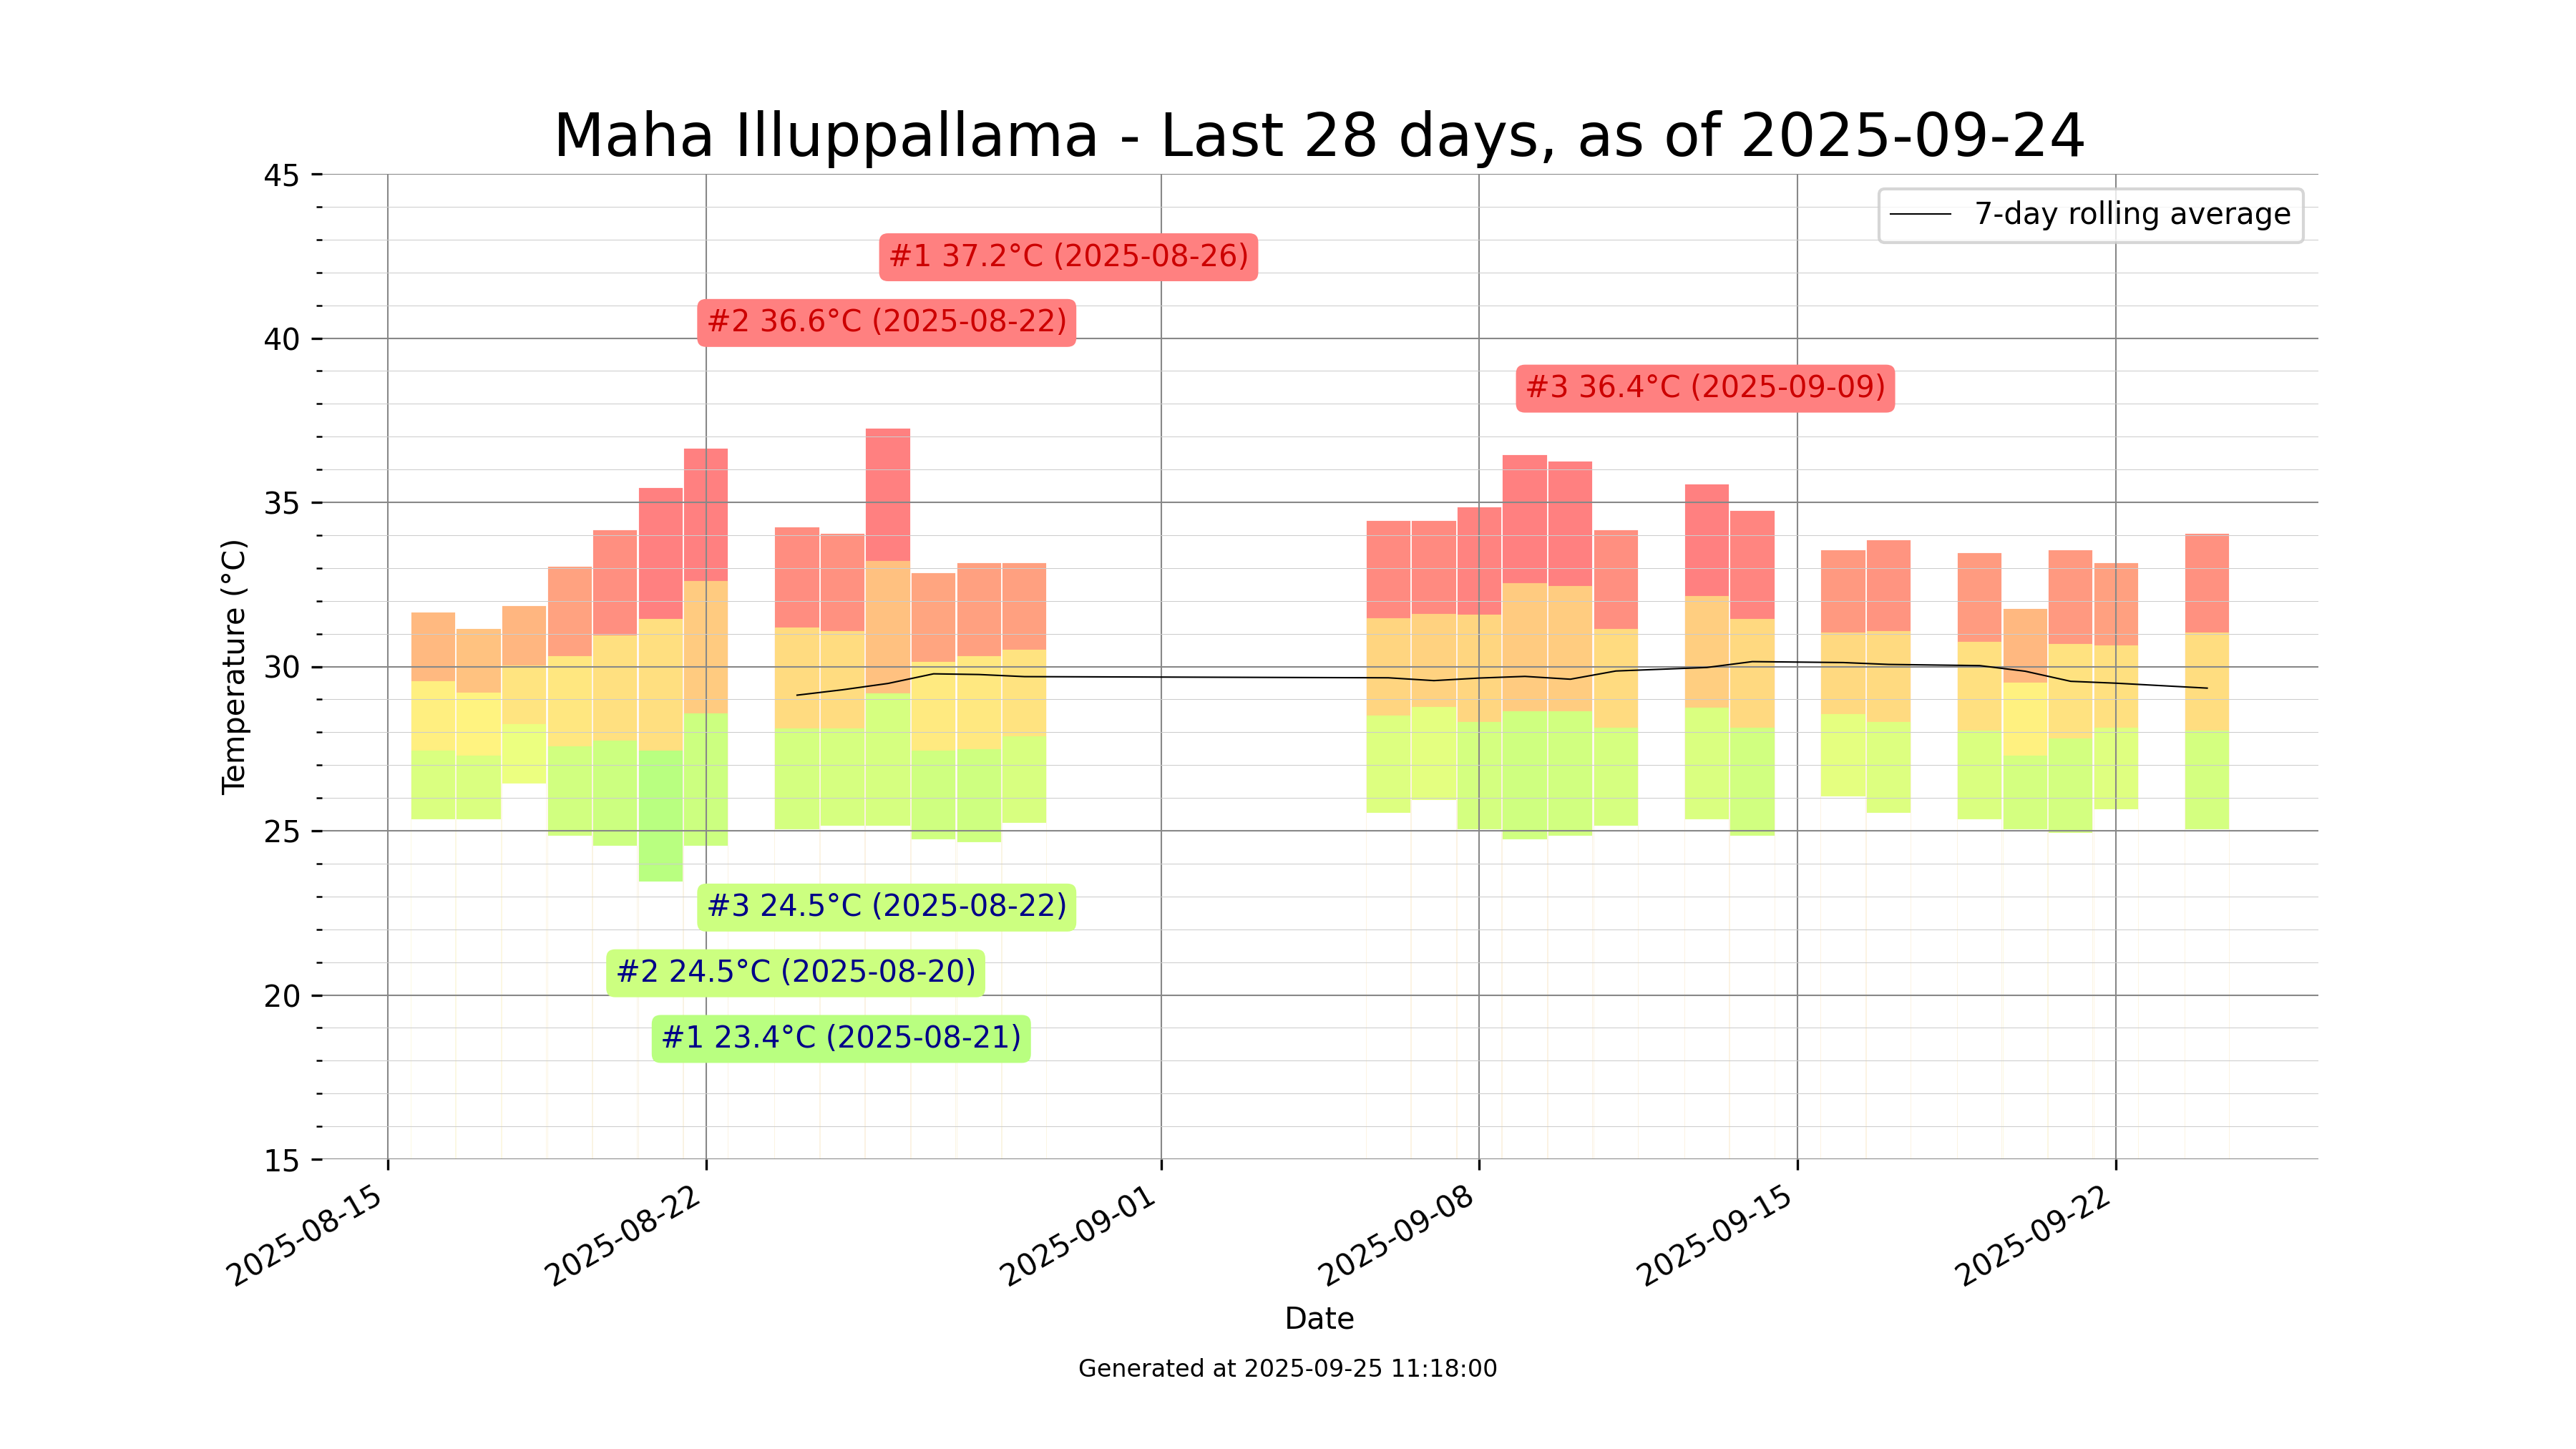 Maha Illuppallama - Last 28 days, as of 2025-09-24
45
7-day rolling average
#1 37.2°C (2025-08-26)
#2 36.6°C (2025-08-22)
40
#3 36.4°C (2025-09-09)
35
30
Temperature (°C)
25
#3 24.5°C (2025-08-22)
#2 24.5°C (2025-08-20)
20
#1 23.4°C (2025-08-21)
15
2025-08-15
2025-08-22
2025-09-01
2025-09-08
2025-09-15
2025-09-22
Date
Generated at 2025-09-25 11:18:00